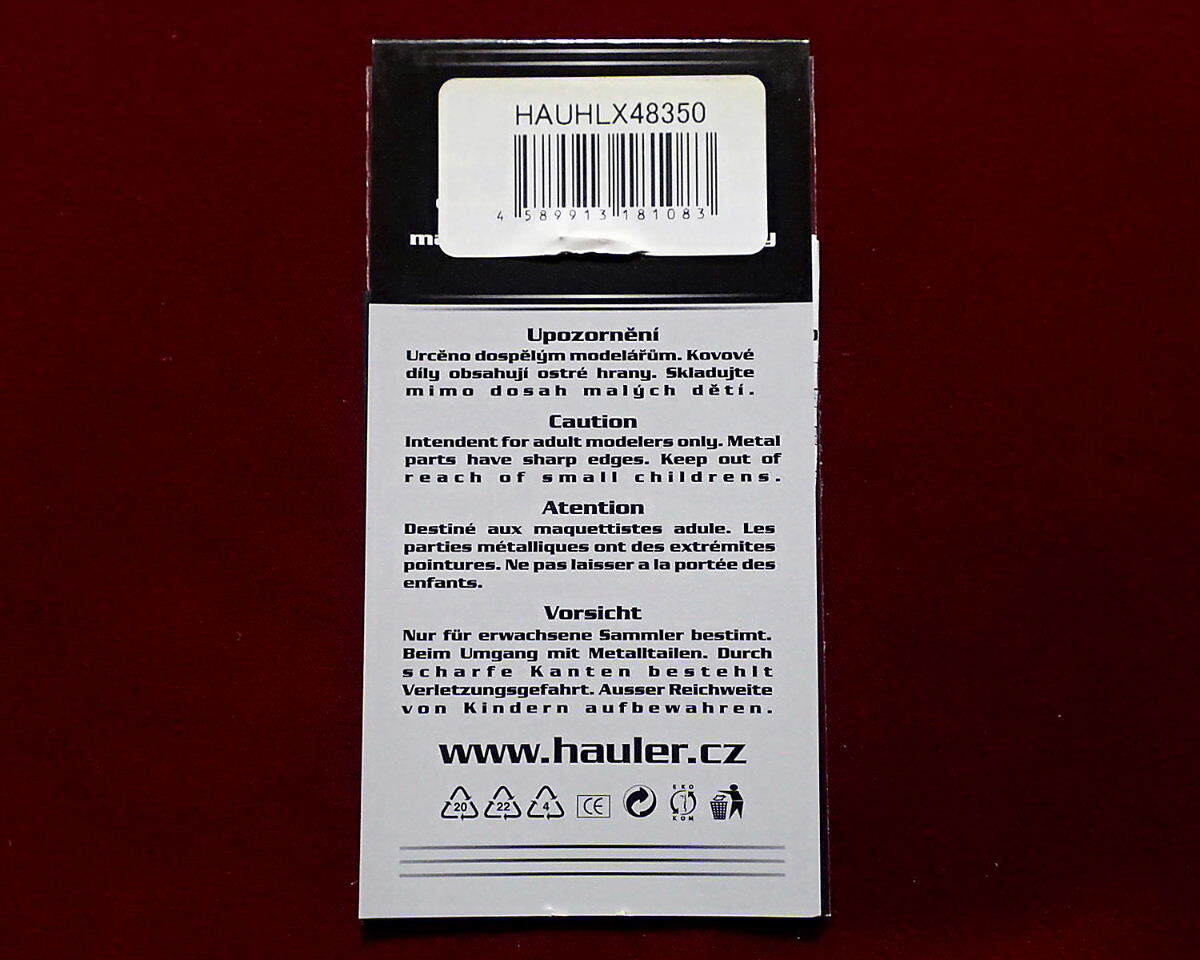 HAUHLX48350
4 589913 181083
Upozornění
Určěno dospělým modelářům. Kovové
díly obsahují ostré hrany. Skladujte
mimo dosah malých dětí.
Caution
Intendent for adult modelers only. Metal
parts have sharp edges. Keep out of
reach of small childrens.
Atention
Destiné aux maquettistes adule. Les
parties métalliques ont des extrémites
pointures. Ne pas laisser a la portée des
enfants.
Vorsicht
Nur für erwachsene Sammler bestimt.
Beim Umgang mit Metalltailen. Durch
scharfe Kanten bestehlt
Verletzungsgefahrt. Ausser Reichweite
von Kindern aufbewahren.
www.hauler.cz
20 22 4 CE EKO KOM